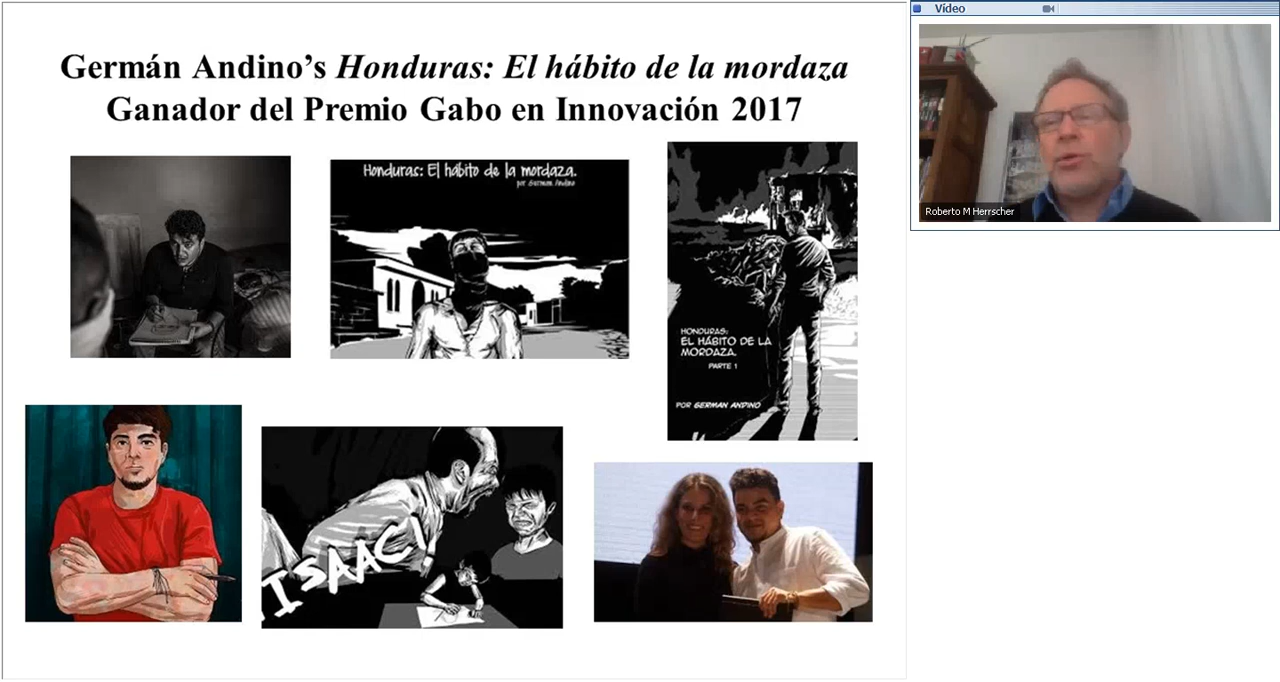 Germán Andino’s Honduras: El hábito de la mordaza
Ganador del Premio Gabo en Innovación 2017
Honduras: El hábito de la mordaza.
por German Andino
HONDURAS:
EL HÁBITO DE LA
MORDAZA.
PARTE 1
POR GERMAN ANDINO
ISAAC!
Vídeo
Roberto M Herrscher